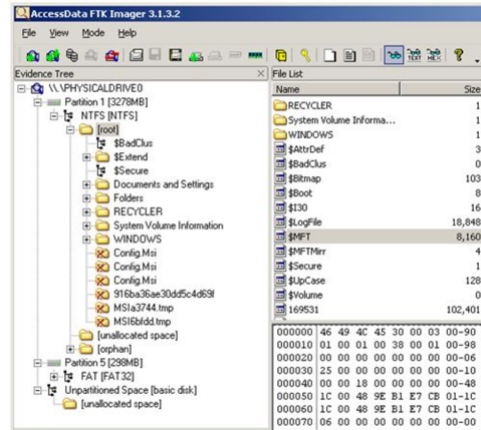 AccessData FTK Imager 3.1.3.2
File View Mode Help
Evidence Tree
\\.\PHYSICALDRIVE0
Partition 1 [3278MB]
NTFS [NTFS]
[root]
$BadClus
$Extend
$Secure
Documents and Settings
Folders
RECYCLER
System Volume Information
WINDOWS
Config.Msi
Config.Msi
Config.Msi
916ba36ae30dd5c4d69f
MSIa3744.tmp
MSI6bfdd.tmp
[unallocated space]
[orphan]
Partition 5 [298MB]
FAT [FAT32]
Unpartitioned Space [basic disk]
[unallocated space]
File List
Name Size
RECYCLER 1
System Volume Informa... 1
WINDOWS 1
$AttrDef 3
$BadClus 0
$Bitmap 103
$Boot 8
$I30 16
$LogFile 18,848
$MFT 8,160
$MFTMirr 4
$Secure 1
$UpCase 128
$Volume 0
169531 102,401
000000 46 49 4C 45 30 00 03 00-90
000010 01 00 01 00 38 00 01 00-98
000020 00 00 00 00 00 00 00 00-06
000030 25 00 00 00 00 00 00 00-10
000040 00 00 18 00 00 00 00 00-48
000050 1C 00 48 9E B1 E7 CB 01-1C
000060 1C 00 48 9E B1 E7 CB 01-1C
000070 06 00 00 00 00 00 00 00-00